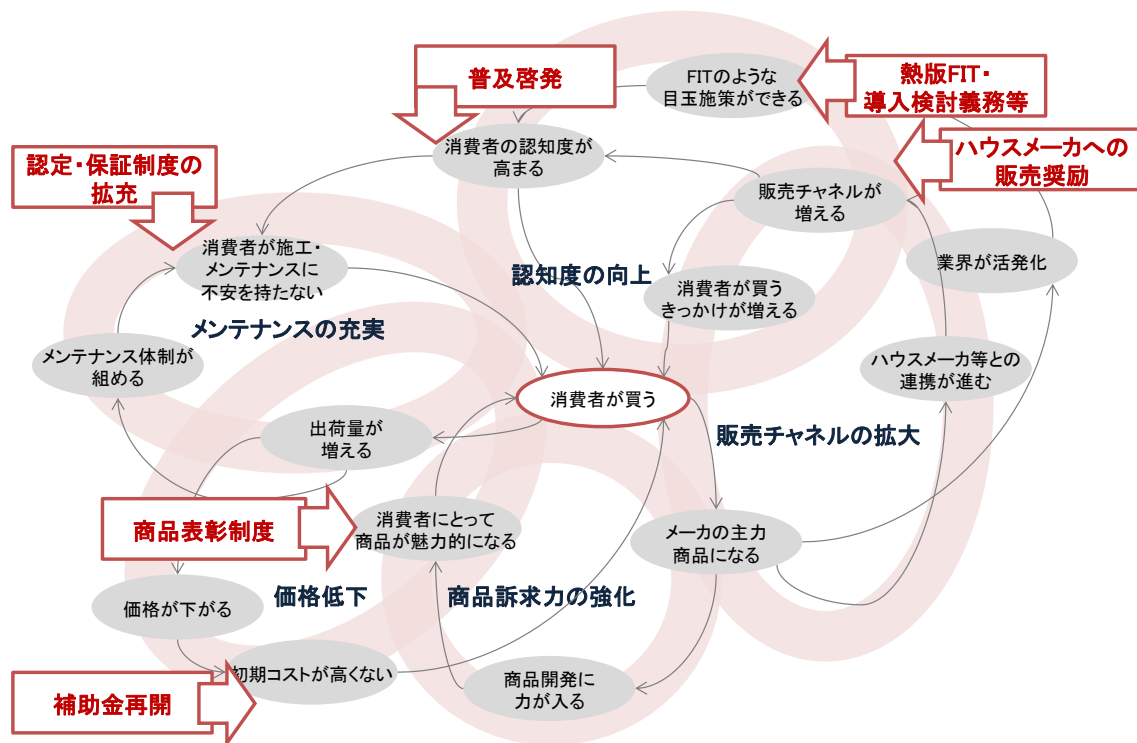 普及啓発
FITのような
目玉施策ができる
熱版FIT・
導入検討義務等
消費者の認知度が
高まる
ハウスメーカへの
販売奨励
認定・保証制度の
拡充
販売チャネルが
増える
消費者が施工・
メンテナンスに
不安を持たない
認知度の向上
業界が活発化
消費者が買う
きっかけが増える
メンテナンスの充実
メンテナンス体制が
組める
ハウスメーカ等との
連携が進む
消費者が買う
出荷量が
増える
販売チャネルの拡大
商品表彰制度
消費者にとって
商品が魅力的になる
メーカの主力
商品になる
価格が下がる
価格低下
商品訴求力の強化
初期コストが高くない
商品開発に
力が入る
補助金再開